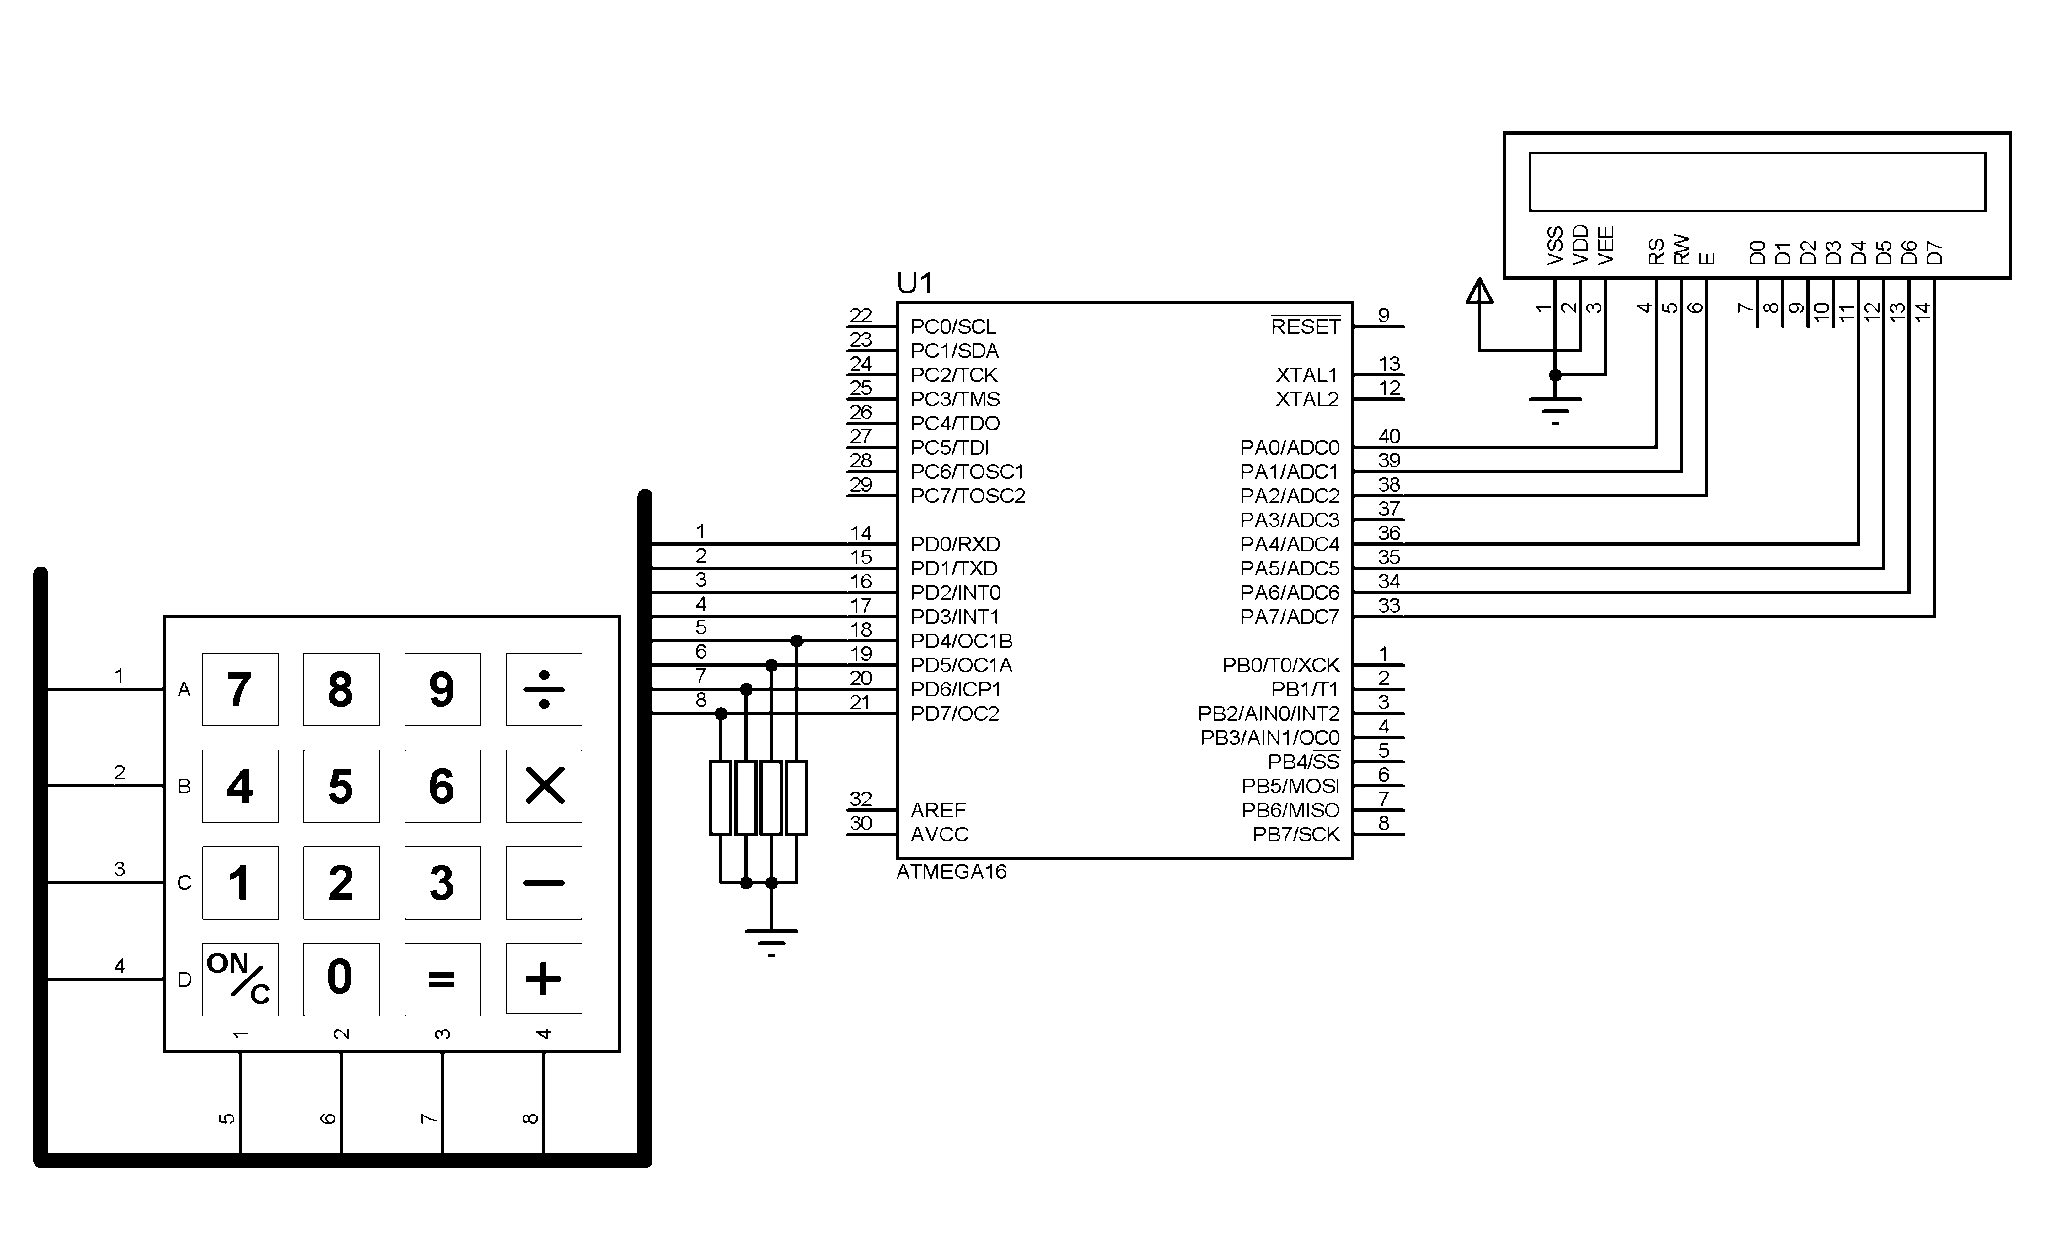 VSS VDD VEE RS RW E D0 D1 D2 D3 D4 D5 D6 D7
1 2 3 4 5 6 7 8 9 10 11 12 13 14
U1
22 PC0/SCL
23 PC1/SDA
24 PC2/TCK
25 PC3/TMS
26 PC4/TDO
27 PC5/TDI
28 PC6/TOSC1
29 PC7/TOSC2
1 14 PD0/RXD
2 15 PD1/TXD
3 16 PD2/INT0
4 17 PD3/INT1
5 18 PD4/OC1B
6 19 PD5/OC1A
7 20 PD6/ICP1
8 21 PD7/OC2
32 AREF
30 AVCC
RESET 9
XTAL1 13
XTAL2 12
PA0/ADC0 40
PA1/ADC1 39
PA2/ADC2 38
PA3/ADC3 37
PA4/ADC4 36
PA5/ADC5 35
PA6/ADC6 34
PA7/ADC7 33
PB0/T0/XCK 1
PB1/T1 2
PB2/AIN0/INT2 3
PB3/AIN1/OC0 4
PB4/SS 5
PB5/MOSI 6
PB6/MISO 7
PB7/SCK 8
ATMEGA16
1 A 7 8 9 ÷
2 B 4 5 6 ×
3 C 1 2 3 −
4 D ON/C 0 = +
1 2 3 4
5 6 7 8